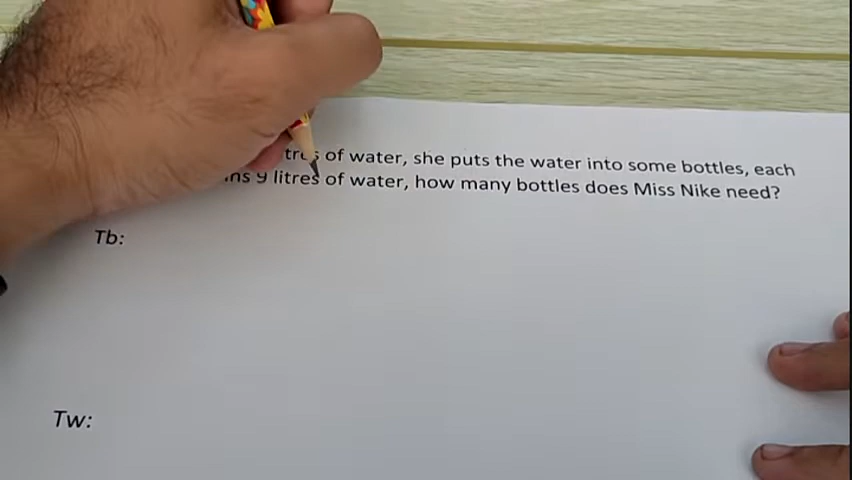 of water, she puts the water into some bottles, each
9 litres of water, how many bottles does Miss Nike need?
Tb:
Tw: